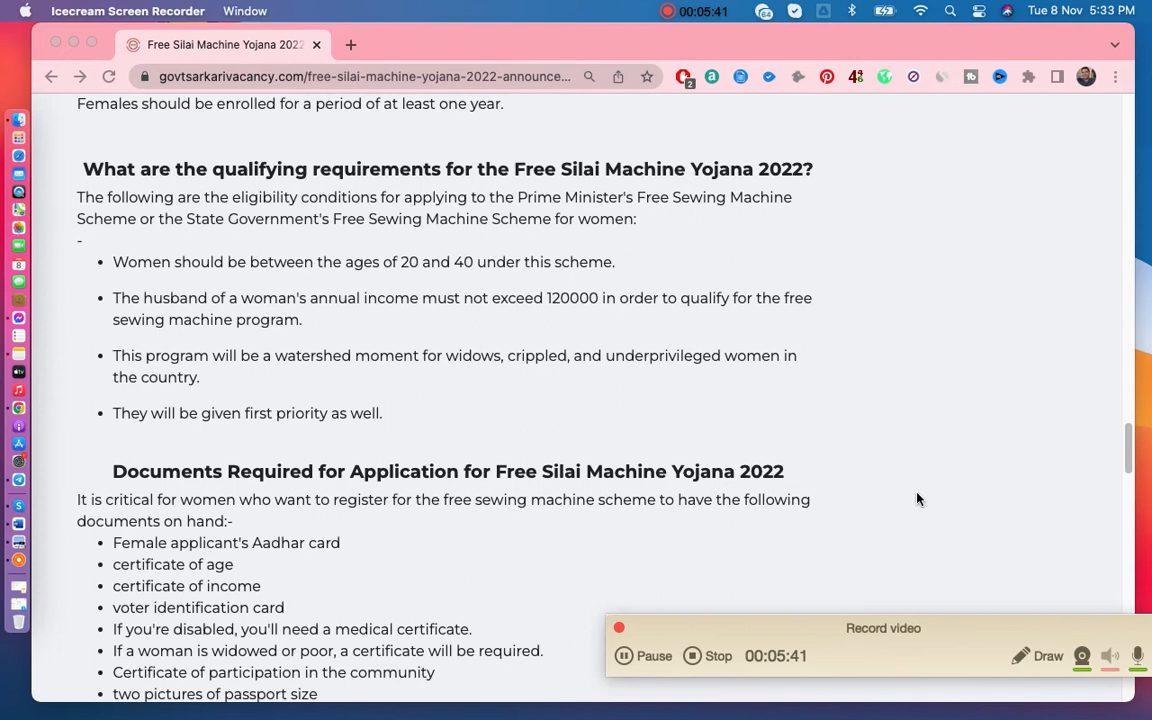 Icecream Screen Recorder Window 00:05:41 64 Tue 8 Nov 5:33 PM
Free Silai Machine Yojana 2022
govtsarkarivacancy.com/free-silai-machine-yojana-2022-announce...
2
Females should be enrolled for a period of at least one year.
What are the qualifying requirements for the Free Silai Machine Yojana 2022?
The following are the eligibility conditions for applying to the Prime Minister's Free Sewing Machine
Scheme or the State Government's Free Sewing Machine Scheme for women:
-
• Women should be between the ages of 20 and 40 under this scheme.
• The husband of a woman's annual income must not exceed 120000 in order to qualify for the free
sewing machine program.
• This program will be a watershed moment for widows, crippled, and underprivileged women in
the country.
• They will be given first priority as well.
Documents Required for Application for Free Silai Machine Yojana 2022
It is critical for women who want to register for the free sewing machine scheme to have the following
documents on hand:-
• Female applicant's Aadhar card
• certificate of age
• certificate of income
• voter identification card
• If you're disabled, you'll need a medical certificate.
• If a woman is widowed or poor, a certificate will be required.
• Certificate of participation in the community
• two pictures of passport size
Record video
Pause Stop 00:05:41 Draw